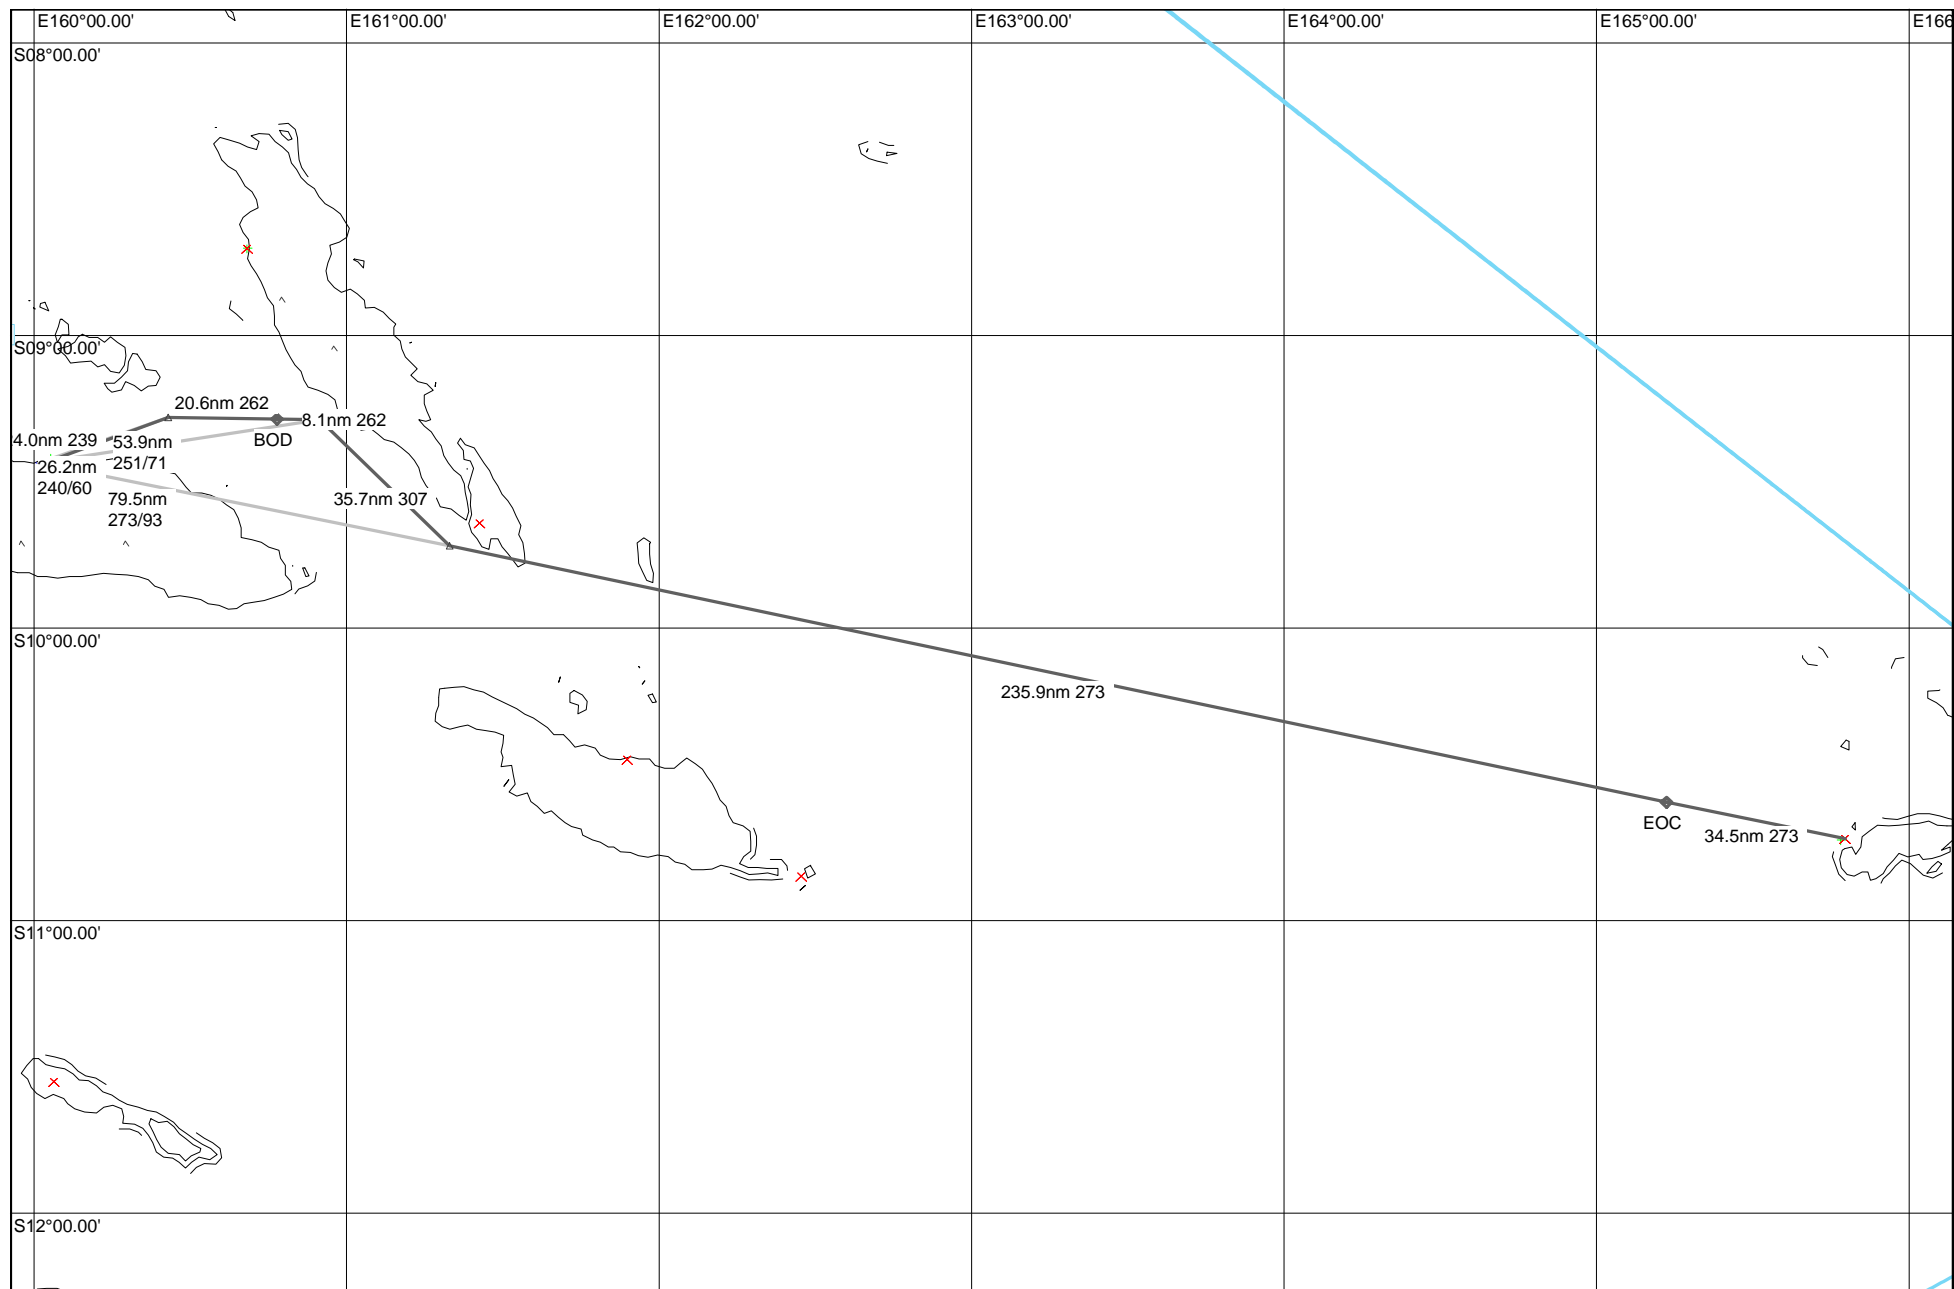 E160°00.00'
E161°00.00'
E162°00.00'
E163°00.00'
E164°00.00'
E165°00.00'
E166
S08°00.00'
S09°00.00'
20.6nm 262
8.1nm 262
4.0nm 239
53.9nm
251/71
BOD
26.2nm
240/60
79.5nm
273/93
35.7nm 307
S10°00.00'
235.9nm 273
EOC
34.5nm 273
S11°00.00'
S12°00.00'